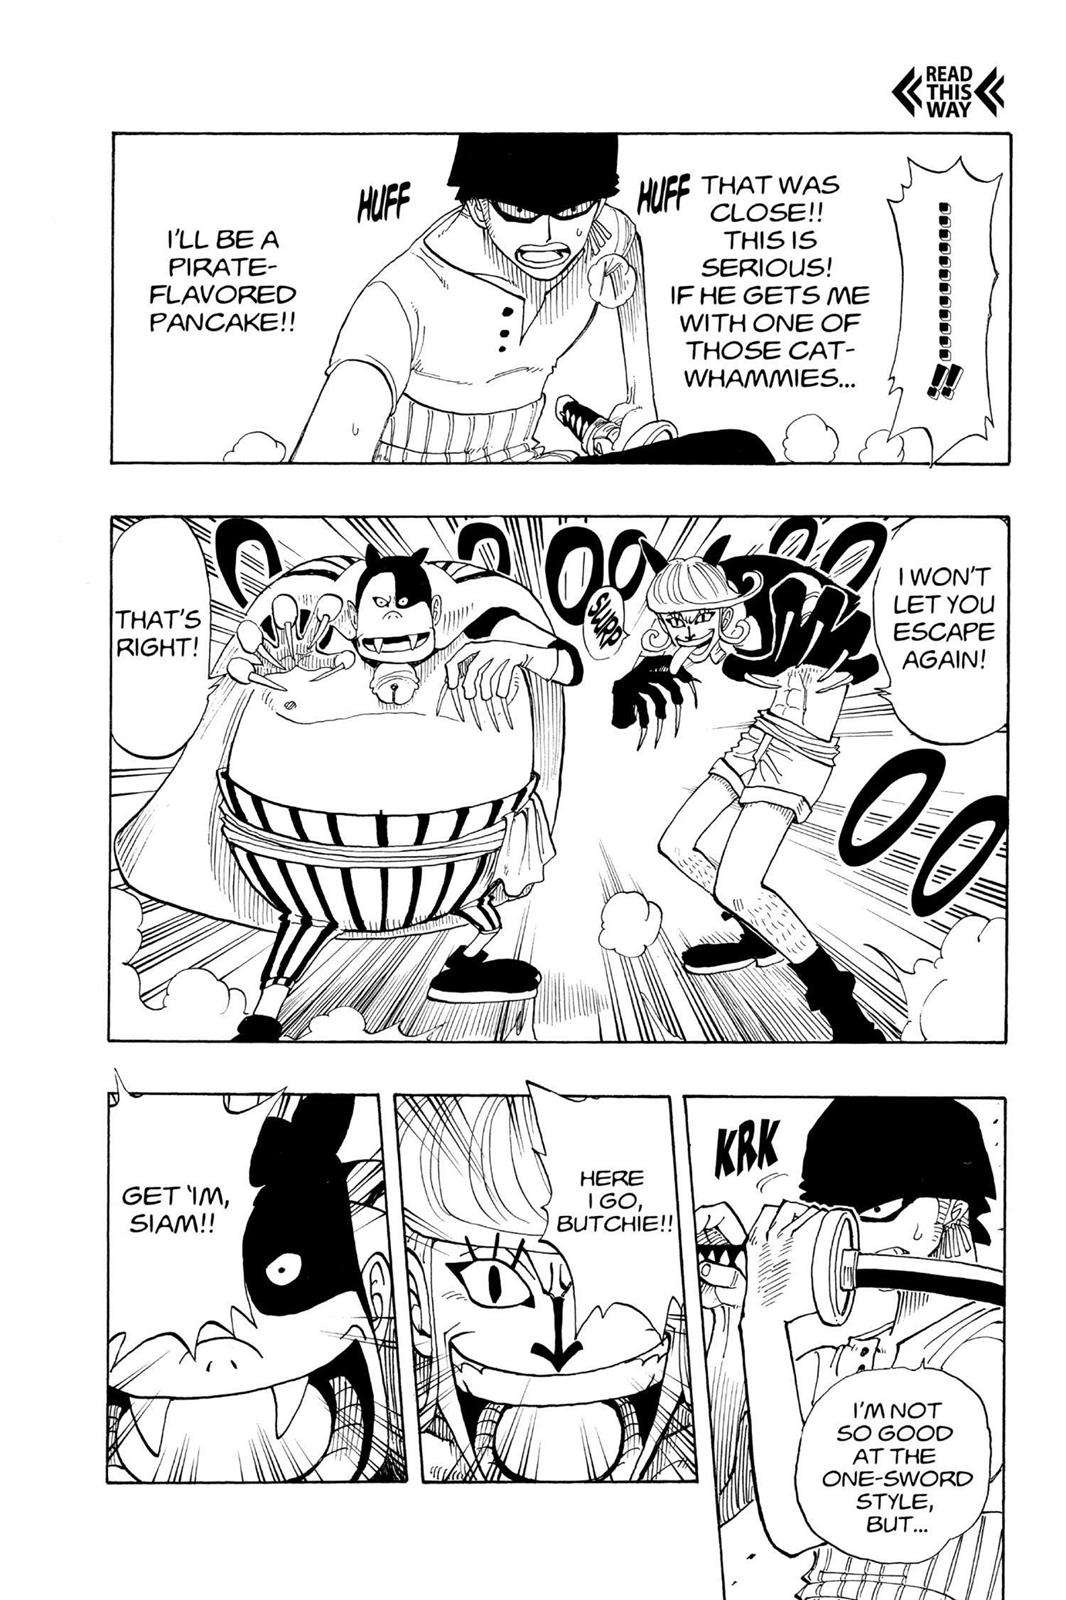 READ
THIS
WAY
..............!!
HUFF
THAT WAS
CLOSE!!
THIS IS
SERIOUS!
IF HE GETS ME
WITH ONE OF
THOSE CAT-
WHAMMIES...
HUFF
I'LL BE A
PIRATE-
FLAVORED
PANCAKE!!
I WON'T
LET YOU
ESCAPE
AGAIN!
SLIPP
THAT'S
RIGHT!
OOOOOOOO
KRK
I'M NOT
SO GOOD
AT THE
ONE-SWORD
STYLE,
BUT...
HERE
I GO,
BUTCHIE!!
GET 'IM,
SIAM!!